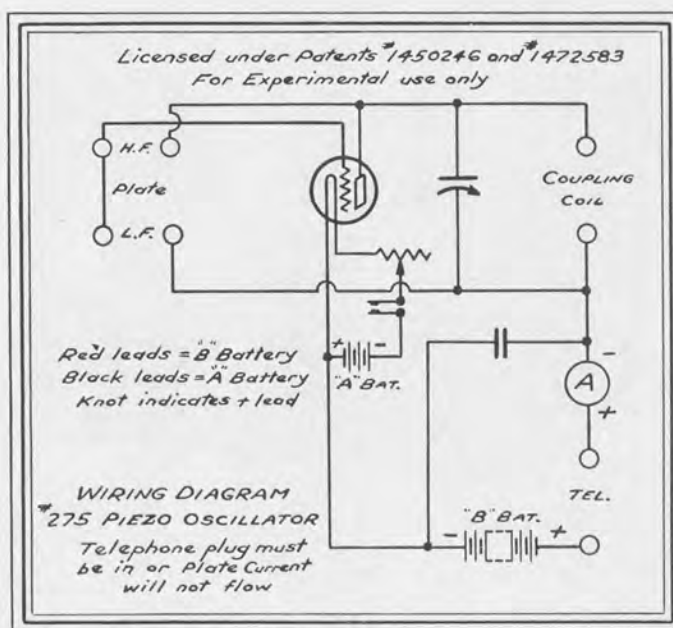 Licensed under Patents #1450246 and #1472583
For Experimental use only
H.F.
Plate
L.F.
COUPLING
COIL
Red leads = "B" Battery
Black leads = "A" Battery
Knot indicates + lead
+ -
"A" BAT.
-
A
+
TEL.
WIRING DIAGRAM
#275 PIEZO OSCILLATOR
Telephone plug must
be in or Plate Current
will not flow
"B" BAT.
- +